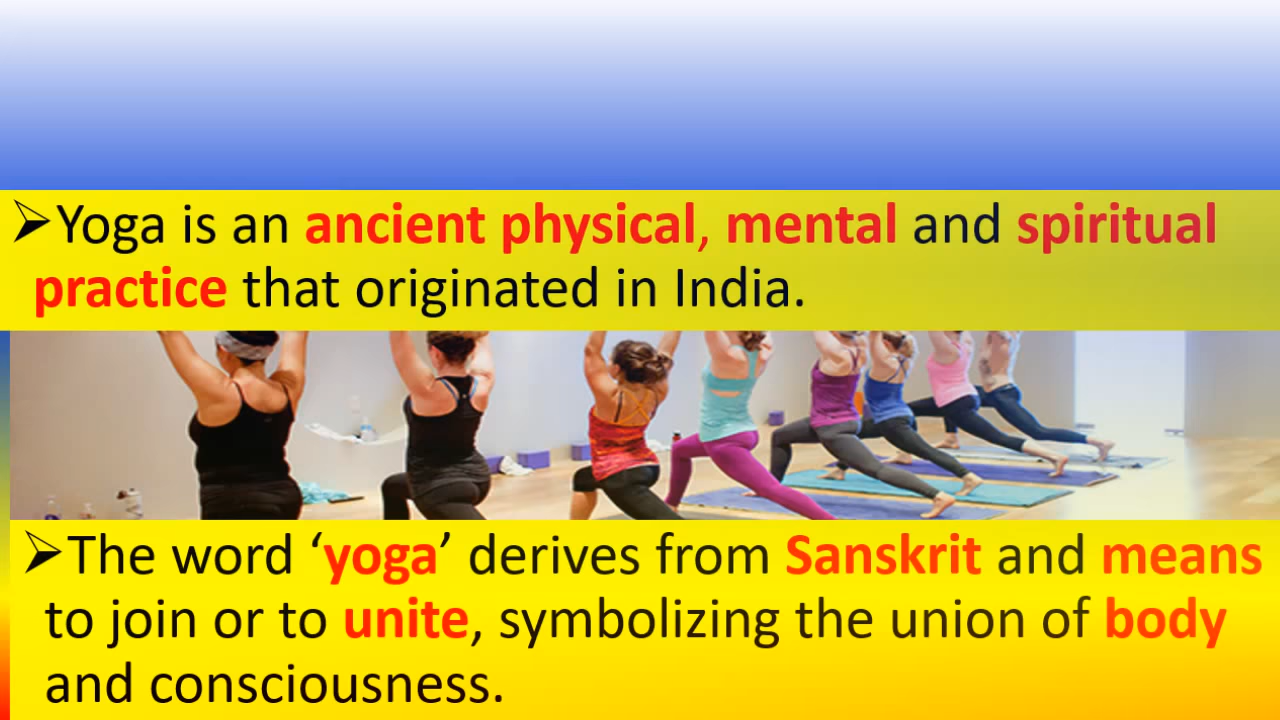 ➢Yoga is an ancient physical, mental and spiritual
practice that originated in India.
➢The word ‘yoga’ derives from Sanskrit and means
to join or to unite, symbolizing the union of body
and consciousness.